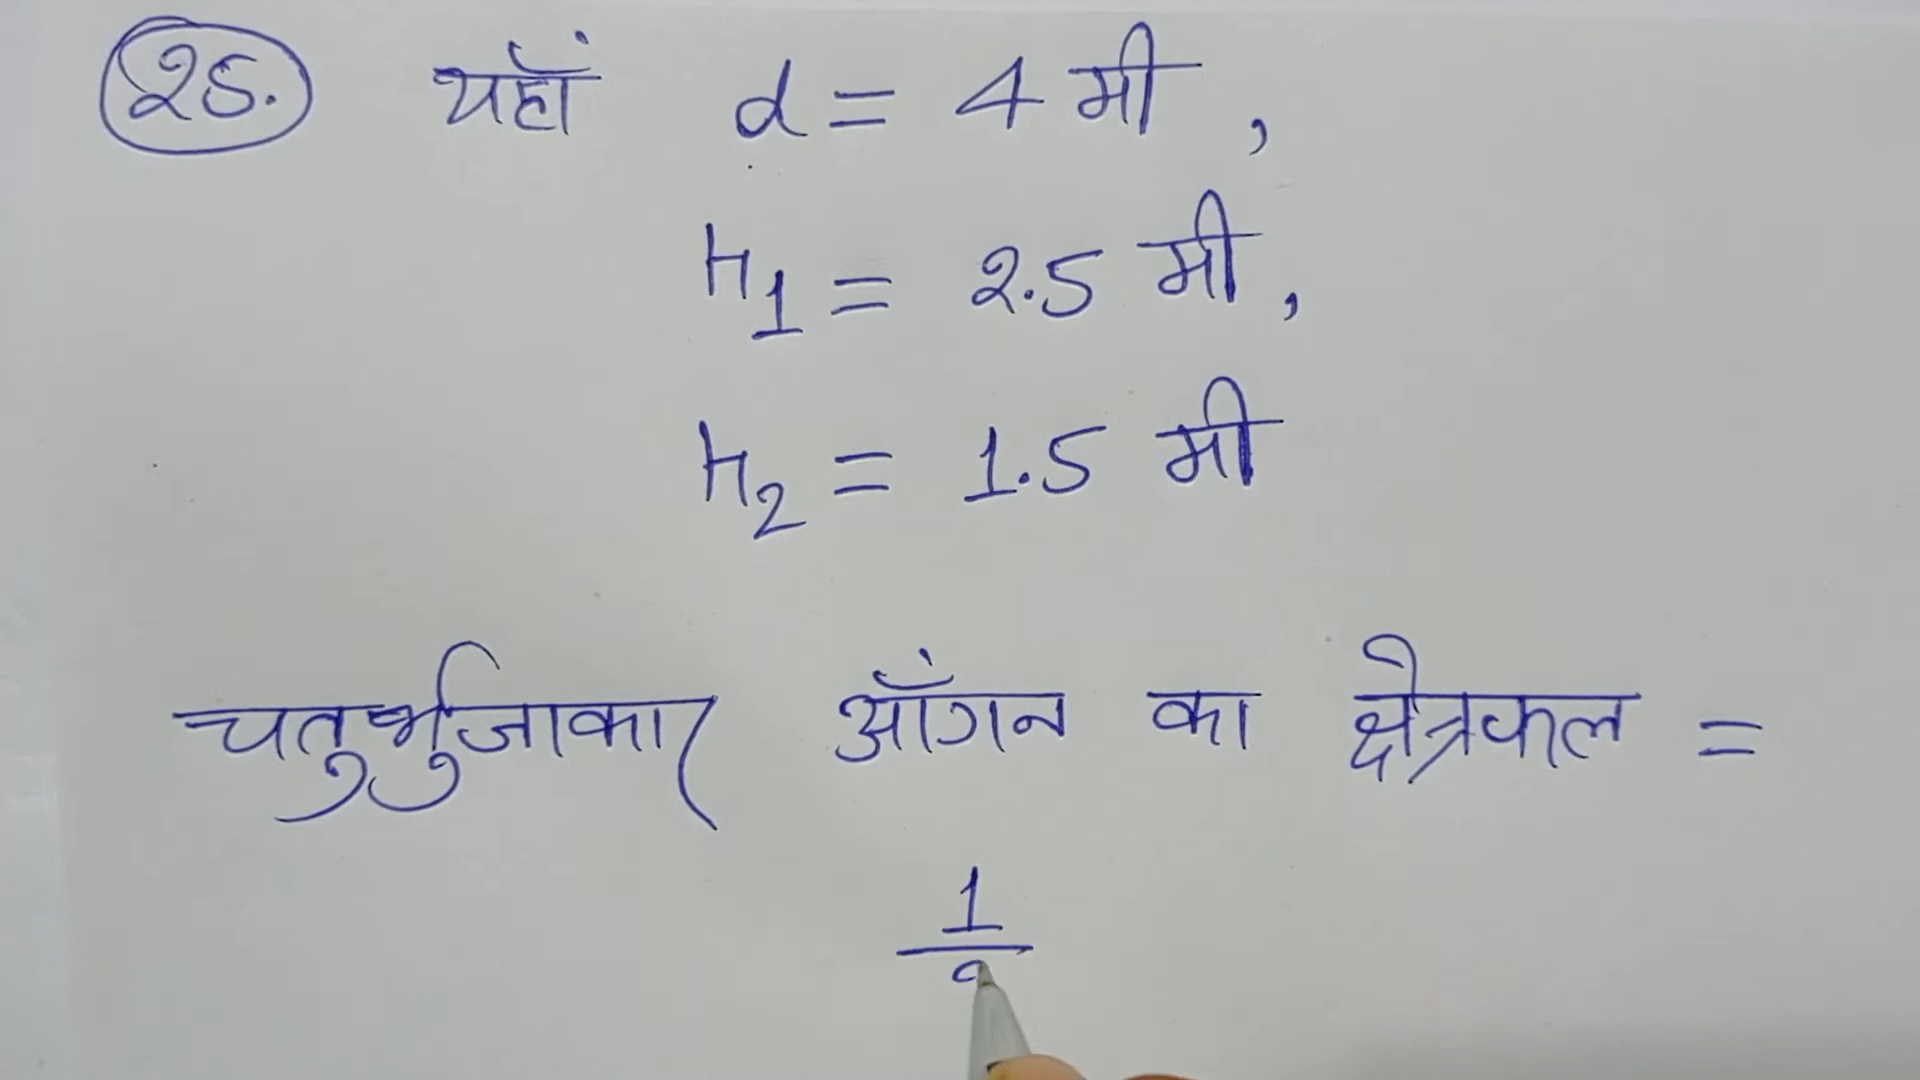 25. यहाँ d = 4 मी ,
H1 = 2.5 मी ,
H2 = 1.5 मी
चतुर्भुजाकार आँगन का क्षेत्रफल =
1